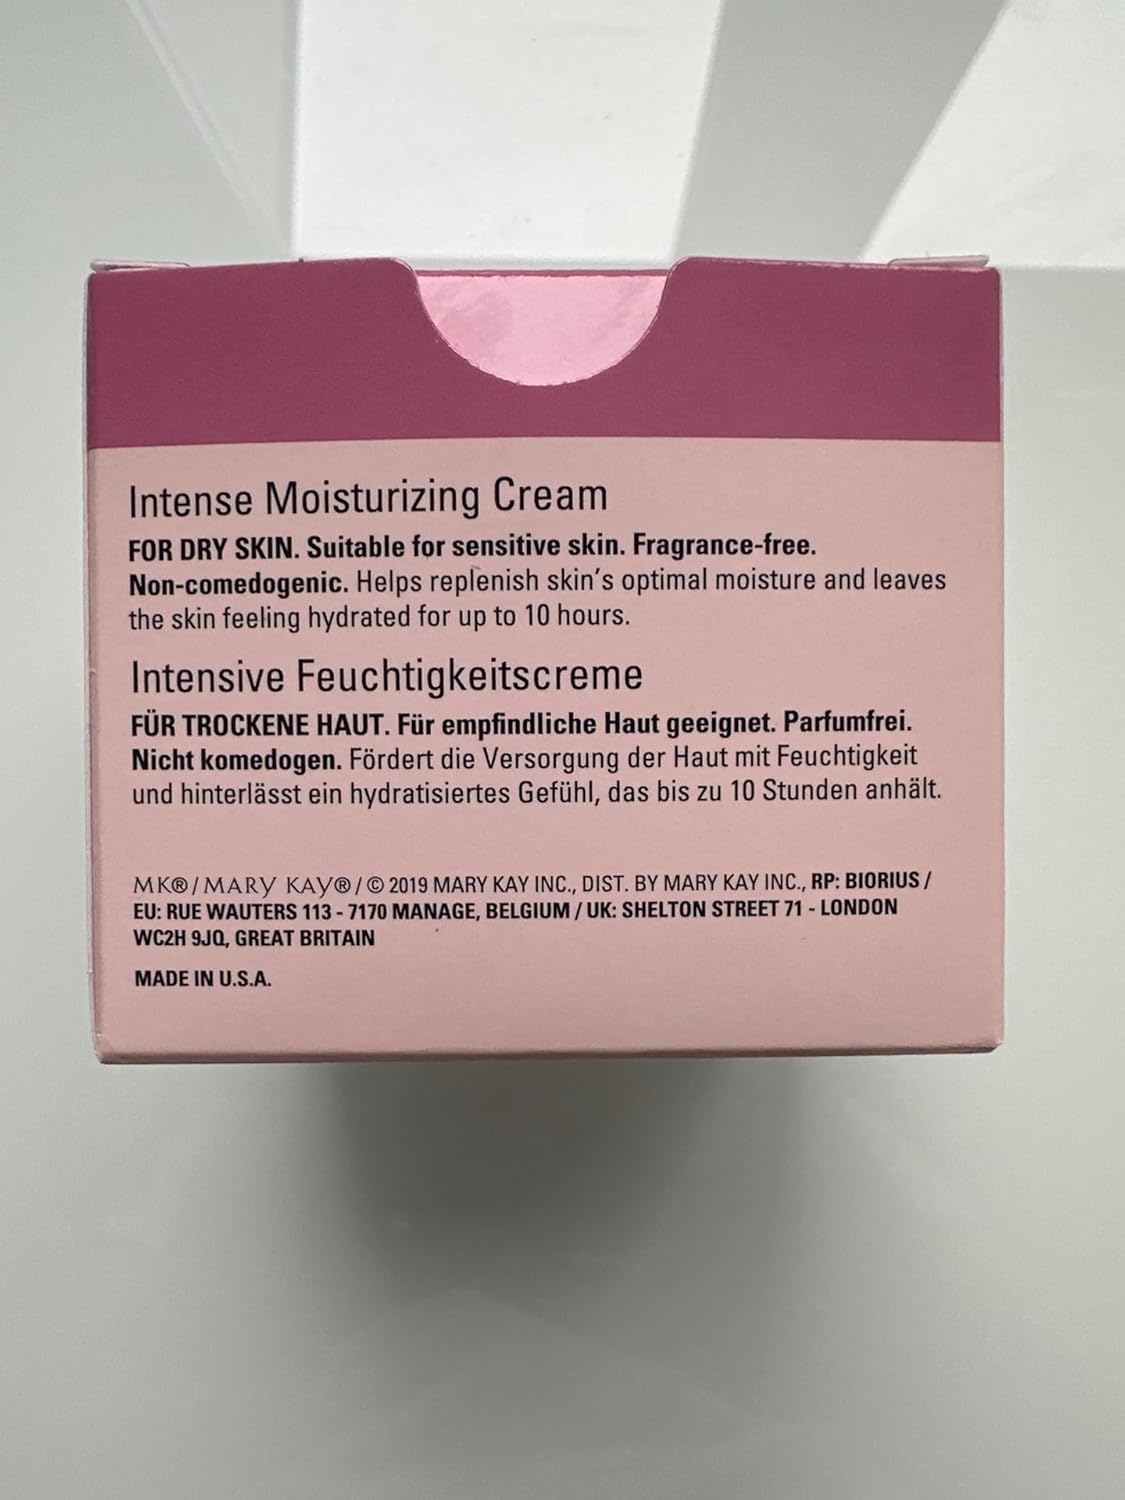 Intense Moisturizing Cream
FOR DRY SKIN. Suitable for sensitive skin. Fragrance-free.
Non-comedogenic. Helps replenish skin's optimal moisture and leaves
the skin feeling hydrated for up to 10 hours.
Intensive Feuchtigkeitscreme
FÜR TROCKENE HAUT. Für empfindliche Haut geeignet. Parfumfrei.
Nicht komedogen. Fördert die Versorgung der Haut mit Feuchtigkeit
und hinterlässt ein hydratisiertes Gefühl, das bis zu 10 Stunden anhält.
MK®/MARY KAY®/© 2019 MARY KAY INC., DIST. BY MARY KAY INC., RP: BIORIUS /
EU: RUE WAUTERS 113 - 7170 MANAGE, BELGIUM / UK: SHELTON STREET 71 - LONDON
WC2H 9JQ, GREAT BRITAIN
MADE IN U.S.A.